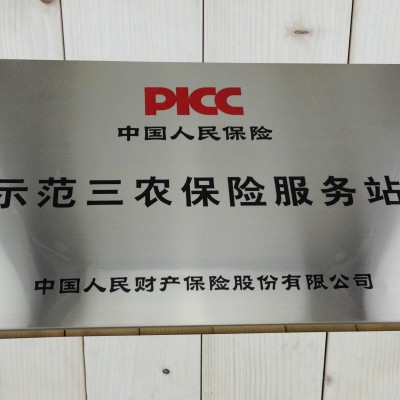 PICC
中国人民保险
示范三农保险服务站
中国人民财产保险股份有限公司